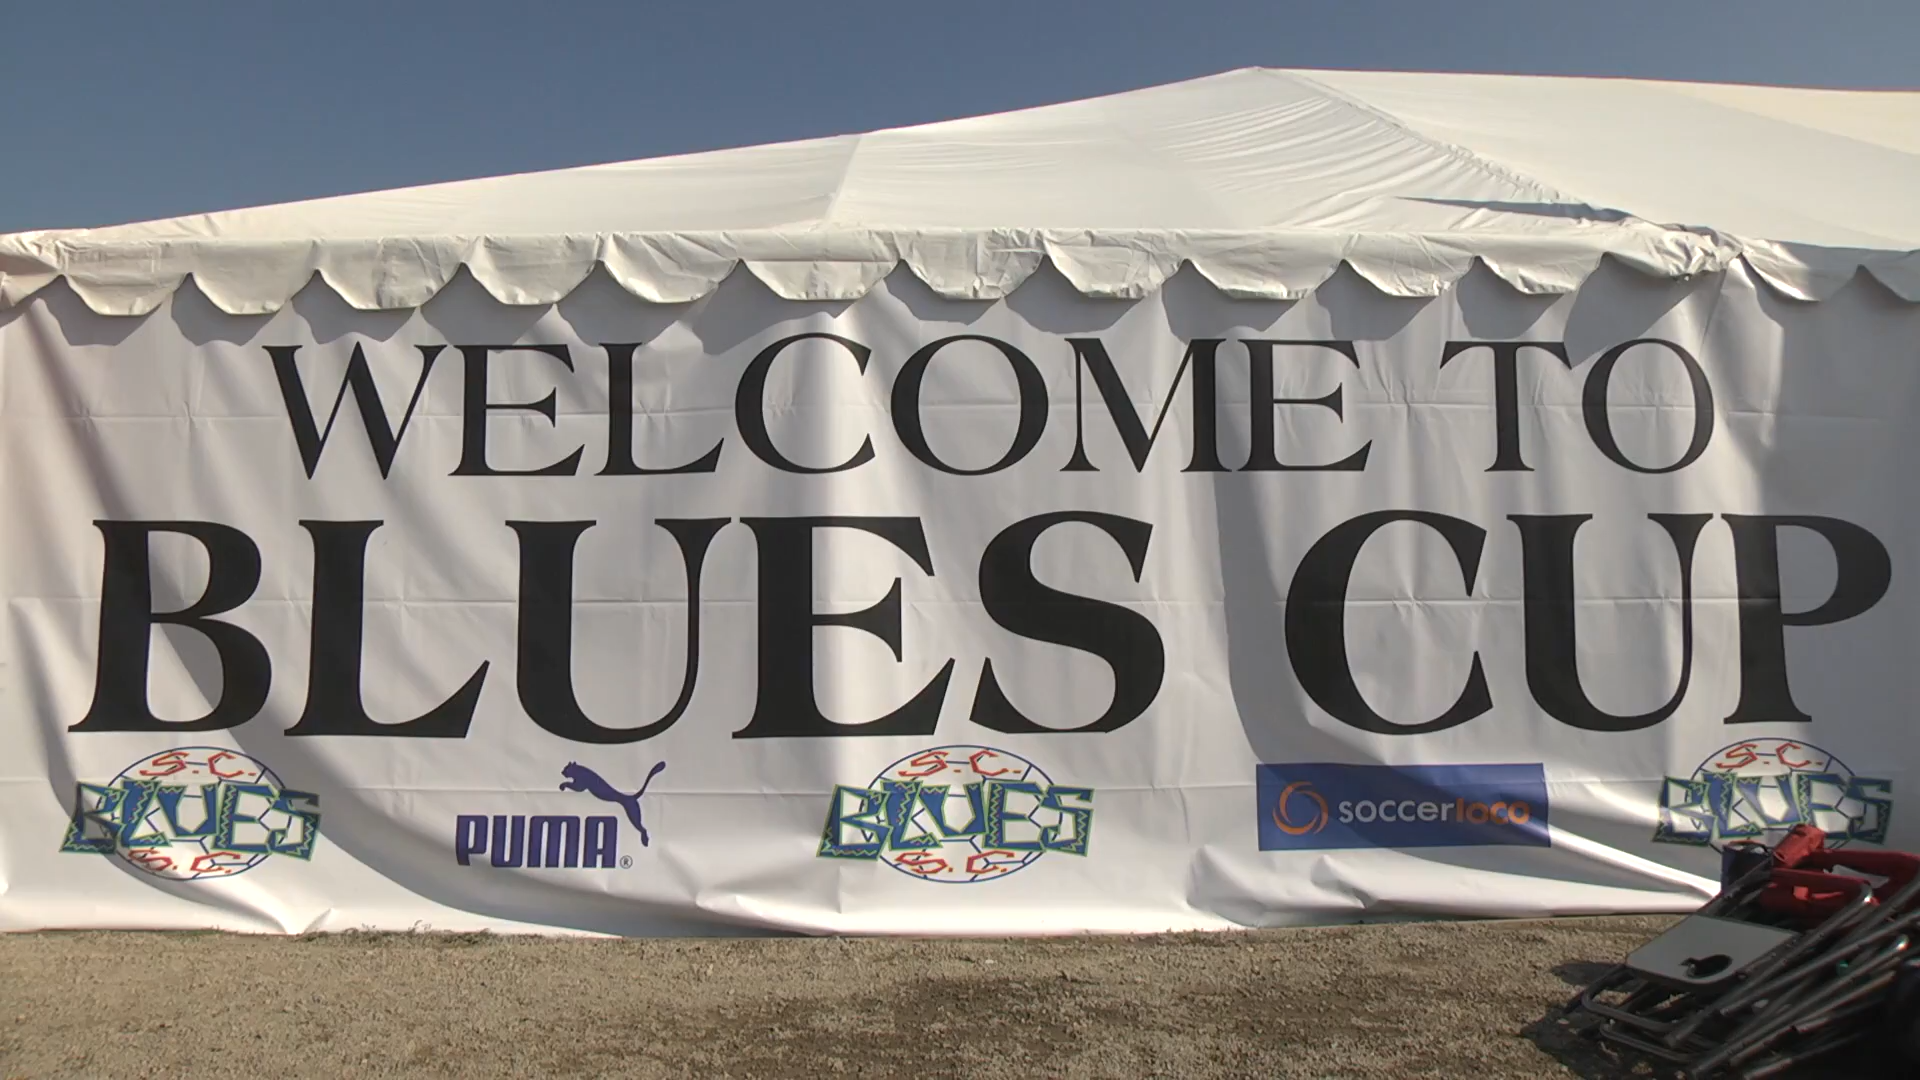 WELCOME TO
BLUES CUP
S.C.
BLUES
S.C.
PUMA®
S.C.
BLUES
S.C.
soccerloco
S.C.
BLUES